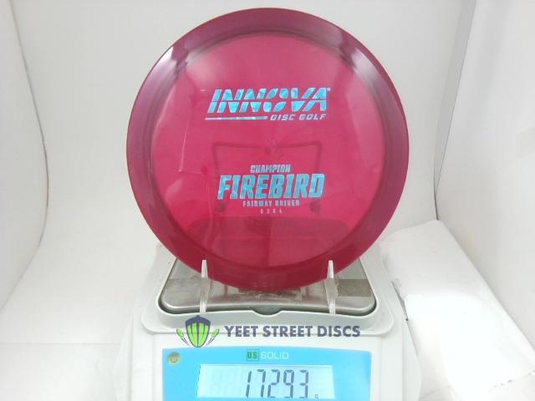 INNOVA
DISC GOLF
CHAMPION
FIREBIRD
FAIRWAY DRIVER
YEET STREET DISCS
US SOLID
172.93 g